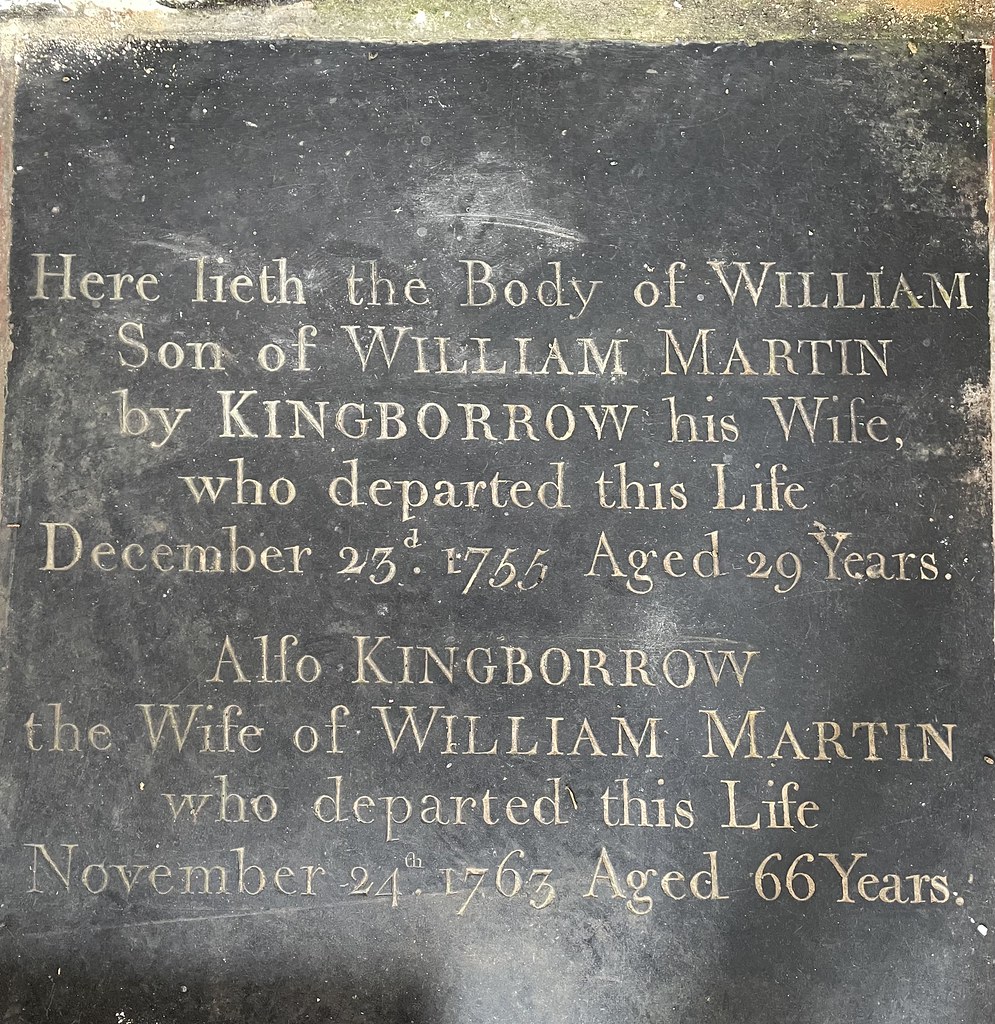 Here lieth the Body of WILLIAM
Son of WILLIAM MARTIN
by KINGBORROW his Wife,
who departed this Life
December 23d. 1755 Aged 29 Years.
Alſo KINGBORROW
the Wife of WILLIAM MARTIN
who departed this Life
November 24th. 1763 Aged 66 Years.